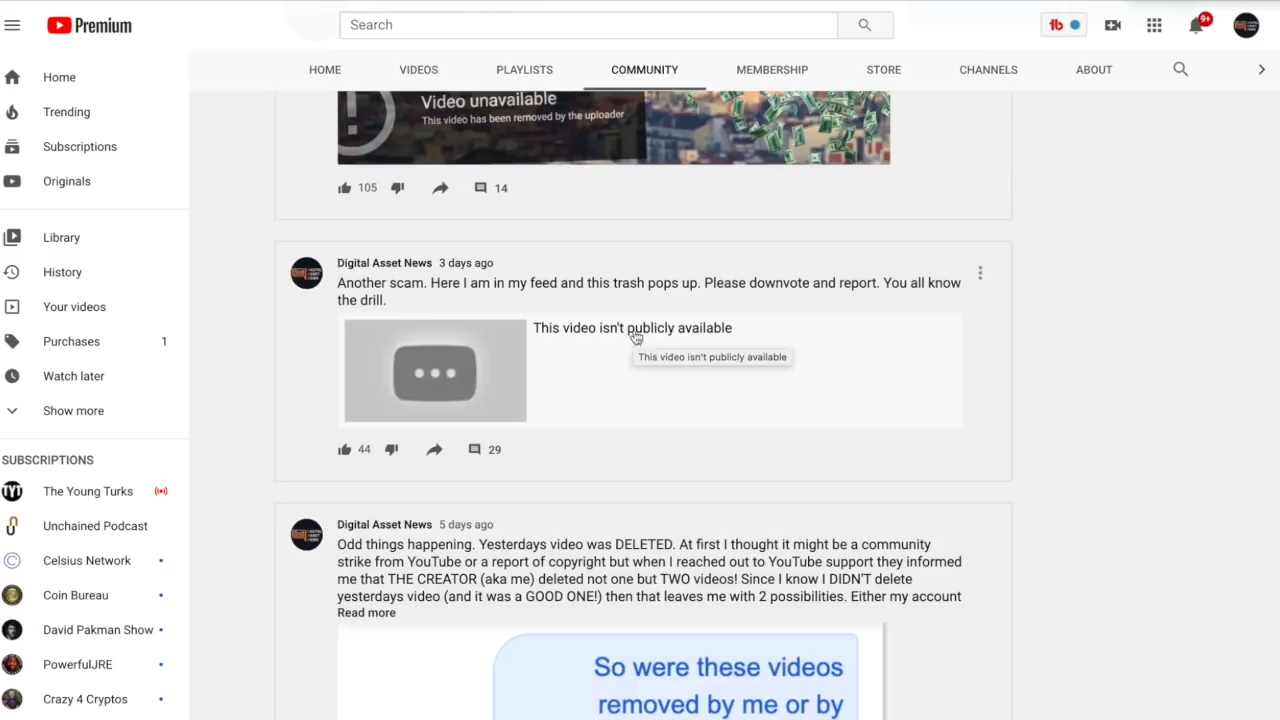 Premium
Search
tb
9+
HOME
VIDEOS
PLAYLISTS
COMMUNITY
MEMBERSHIP
STORE
CHANNELS
ABOUT
Home
Trending
Subscriptions
Originals
Library
History
Your videos
Purchases 1
Watch later
Show more
SUBSCRIPTIONS
TYT The Young Turks
Unchained Podcast
Celsius Network
Coin Bureau
David Pakman Show
PowerfulJRE
Crazy 4 Cryptos
Video unavailable
This video has been removed by the uploader
105 14
Digital Asset News 3 days ago
Another scam. Here I am in my feed and this trash pops up. Please downvote and report. You all know
the drill.
This video isn't publicly available
This video isn't publicly available
44 29
Digital Asset News 5 days ago
Odd things happening. Yesterdays video was DELETED. At first I thought it might be a community
strike from YouTube or a report of copyright but when I reached out to YouTube support they informed
me that THE CREATOR (aka me) deleted not one but TWO videos! Since I know I DIDN'T delete
yesterdays video (and it was a GOOD ONE!) then that leaves me with 2 possibilities. Either my account
Read more
So were these videos
removed by me or by